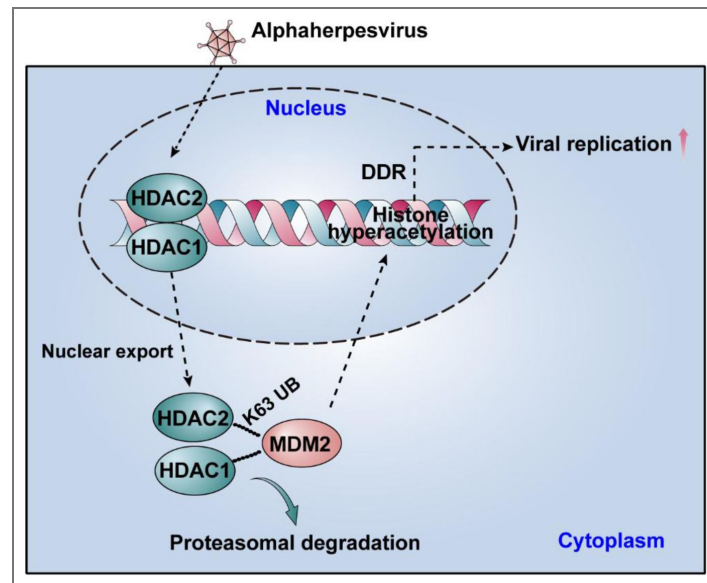 Alphaherpesvirus
Nucleus
Viral replication
DDR
HDAC2
Histone
hyperacetylation
HDAC1
Nuclear export
K63 UB
HDAC2
MDM2
HDAC1
Proteasomal degradation
Cytoplasm